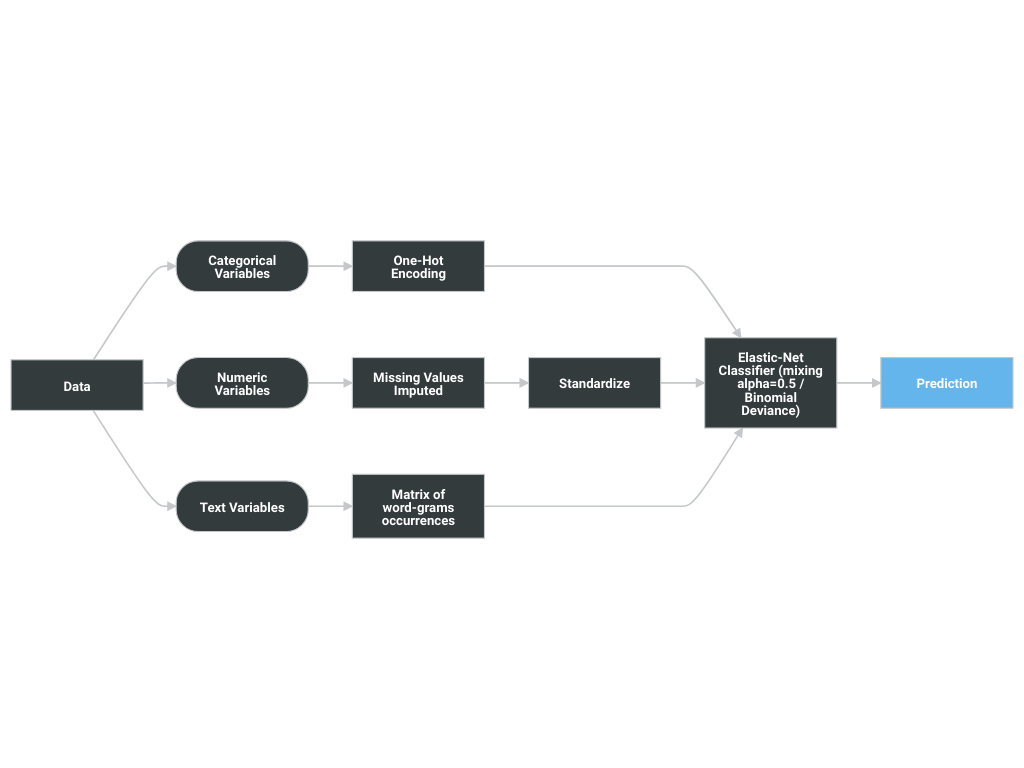 Categorical
Variables
One-Hot
Encoding
Data
Numeric
Variables
Missing Values
Imputed
Standardize
Elastic-Net
Classifier (mixing
alpha=0.5 /
Binomial
Deviance)
Prediction
Text Variables
Matrix of
word-grams
occurrences